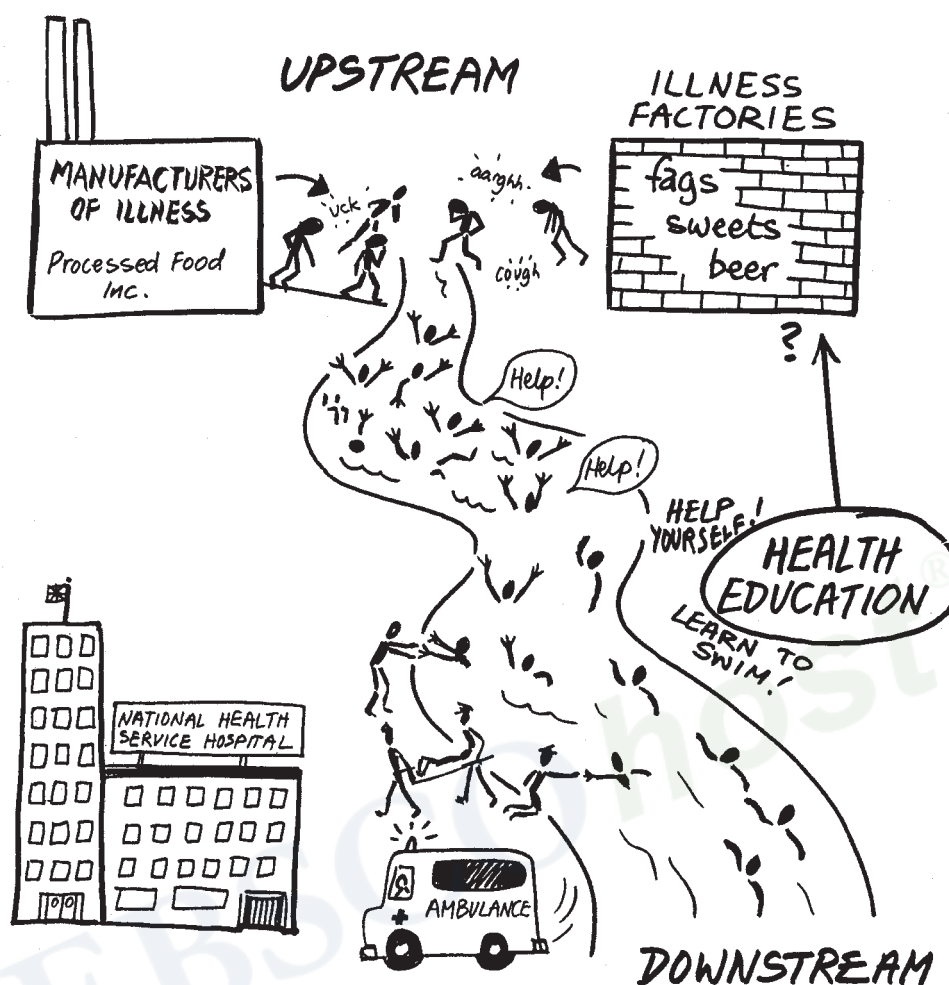 UPSTREAM
ILLNESS
FACTORIES
MANUFACTURERS
OF ILLNESS
Processed Food
Inc.
uck
aarghh.
cough
fags
sweets
beer
?
Help!
Help!
HELP
YOURSELF!
HEALTH
EDUCATION
LEARN TO
SWIM!
NATIONAL HEALTH
SERVICE HOSPITAL
AMBULANCE
DOWNSTREAM
EBSCOhost®